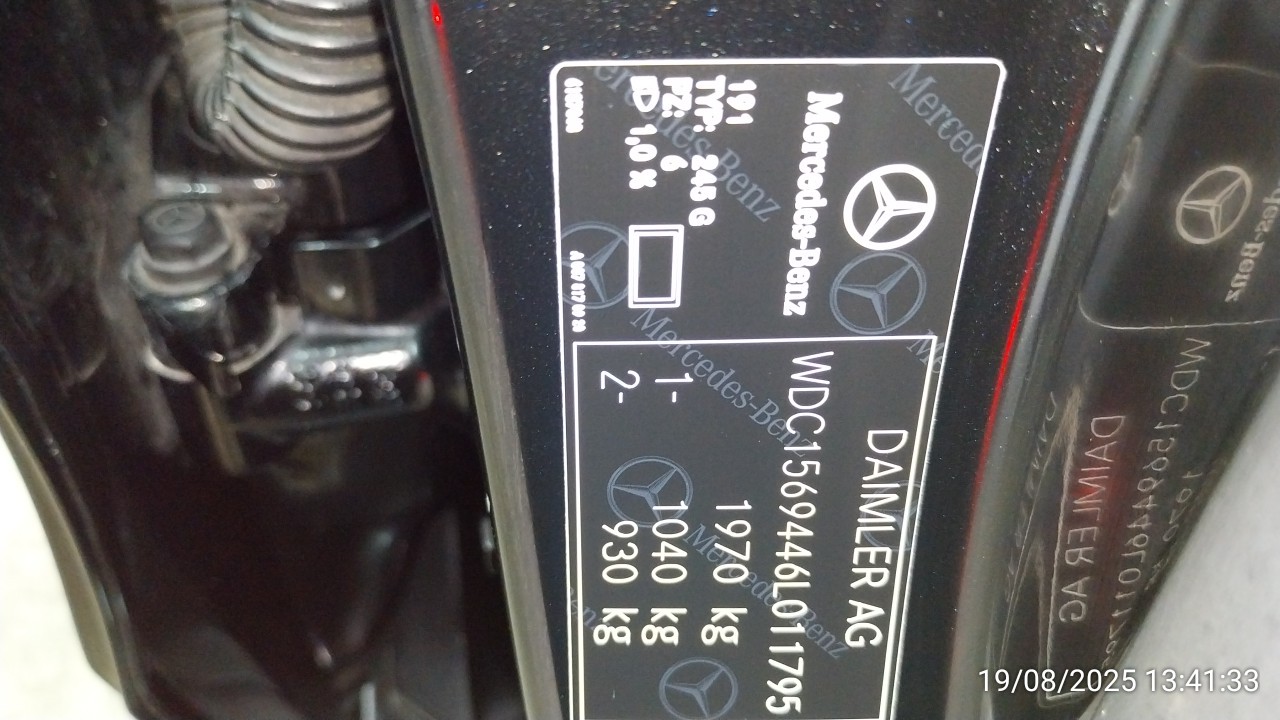 Mercedes-Benz
191
TYP: 245 G
PZ: 6
1,0 X
DAIMLER AG
WDC1569446L011795
1970 kg
1- 1040 kg
2- 930 kg
19/08/2025 13:41:33